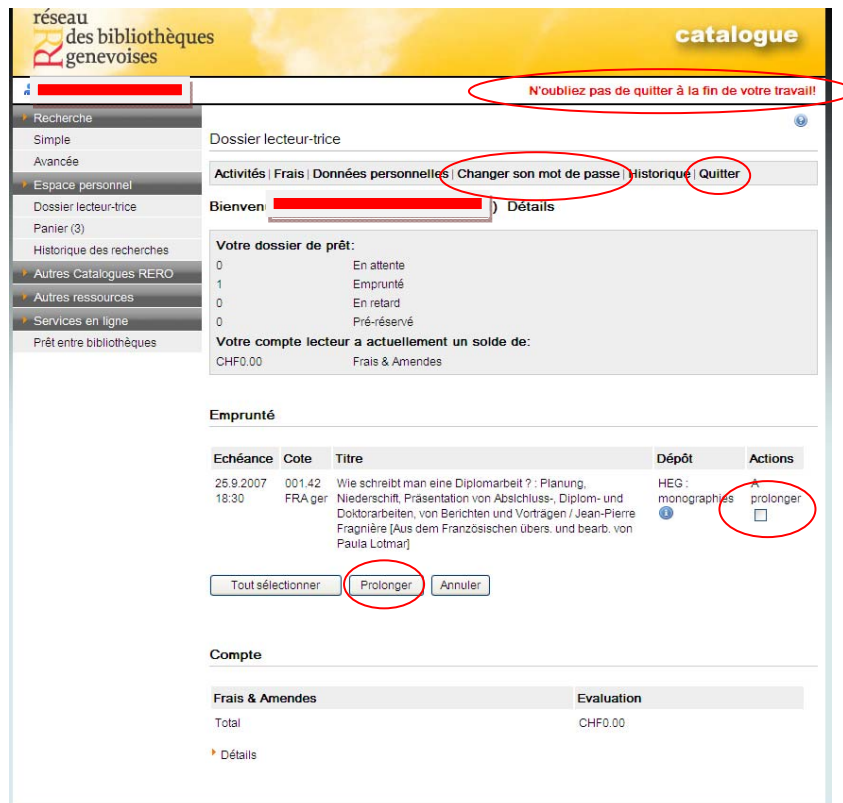 réseau
des bibliothèques
genevoises
catalogue
N'oubliez pas de quitter à la fin de votre travail!
Recherche
Simple
Avancée
Espace personnel
Dossier lecteur-trice
Panier (3)
Historique des recherches
Autres Catalogues RERO
Autres ressources
Services en ligne
Prêt entre bibliothèques
Dossier lecteur-trice
Activités | Frais | Données personnelles | Changer son mot de passe | Historique | Quitter
Bienven ) Détails
Votre dossier de prêt:
0 En attente
1 Emprunté
0 En retard
0 Pré-réservé
Votre compte lecteur a actuellement un solde de:
CHF0.00 Frais & Amendes
Emprunté
Echéance Cote Titre Dépôt Actions
25.9.2007 001.42 Wie schreibt man eine Diplomarbeit ? : Planung, HEG : A
18:30 FRA ger Niederschift, Präsentation von Abslchluss-, Diplom- und monographies prolonger
Doktorarbeiten, von Berichten und Vorträgen / Jean-Pierre
Fragnière [Aus dem Französischen übers. und bearb. von
Paula Lotmar]
Tout sélectionner Prolonger Annuler
Compte
Frais & Amendes Evaluation
Total CHF0.00
Détails